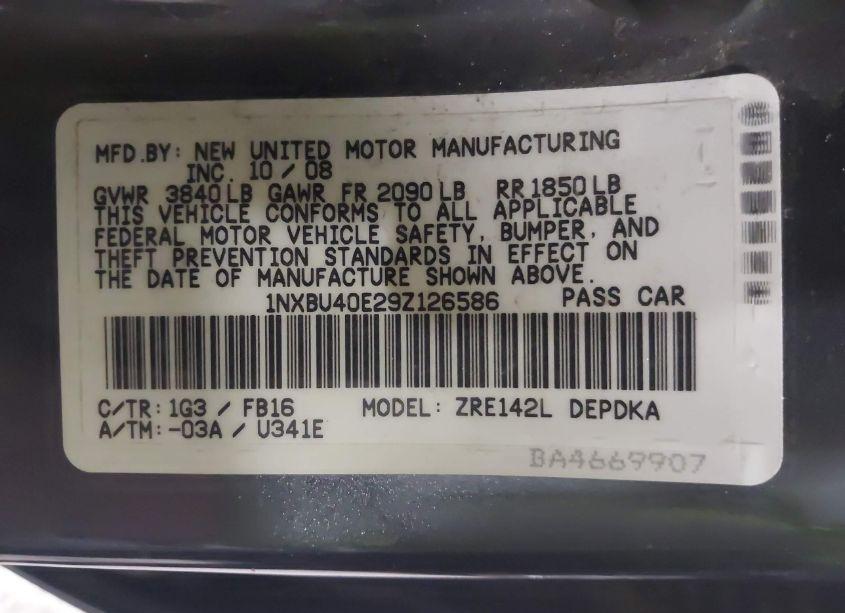 MFD.BY: NEW UNITED MOTOR MANUFACTURING
INC. 10 / 08
GVWR 3840 LB GAWR FR 2090 LB RR 1850 LB
THIS VEHICLE CONFORMS TO ALL APPLICABLE
FEDERAL MOTOR VEHICLE SAFETY, BUMPER, AND
THEFT PREVENTION STANDARDS IN EFFECT ON
THE DATE OF MANUFACTURE SHOWN ABOVE.
1NXBU40E29Z126586 PASS CAR
C/TR: 1G3 / FB16 MODEL: ZRE142L DEPDKA
A/TM: -03A / U341E
BA4669907